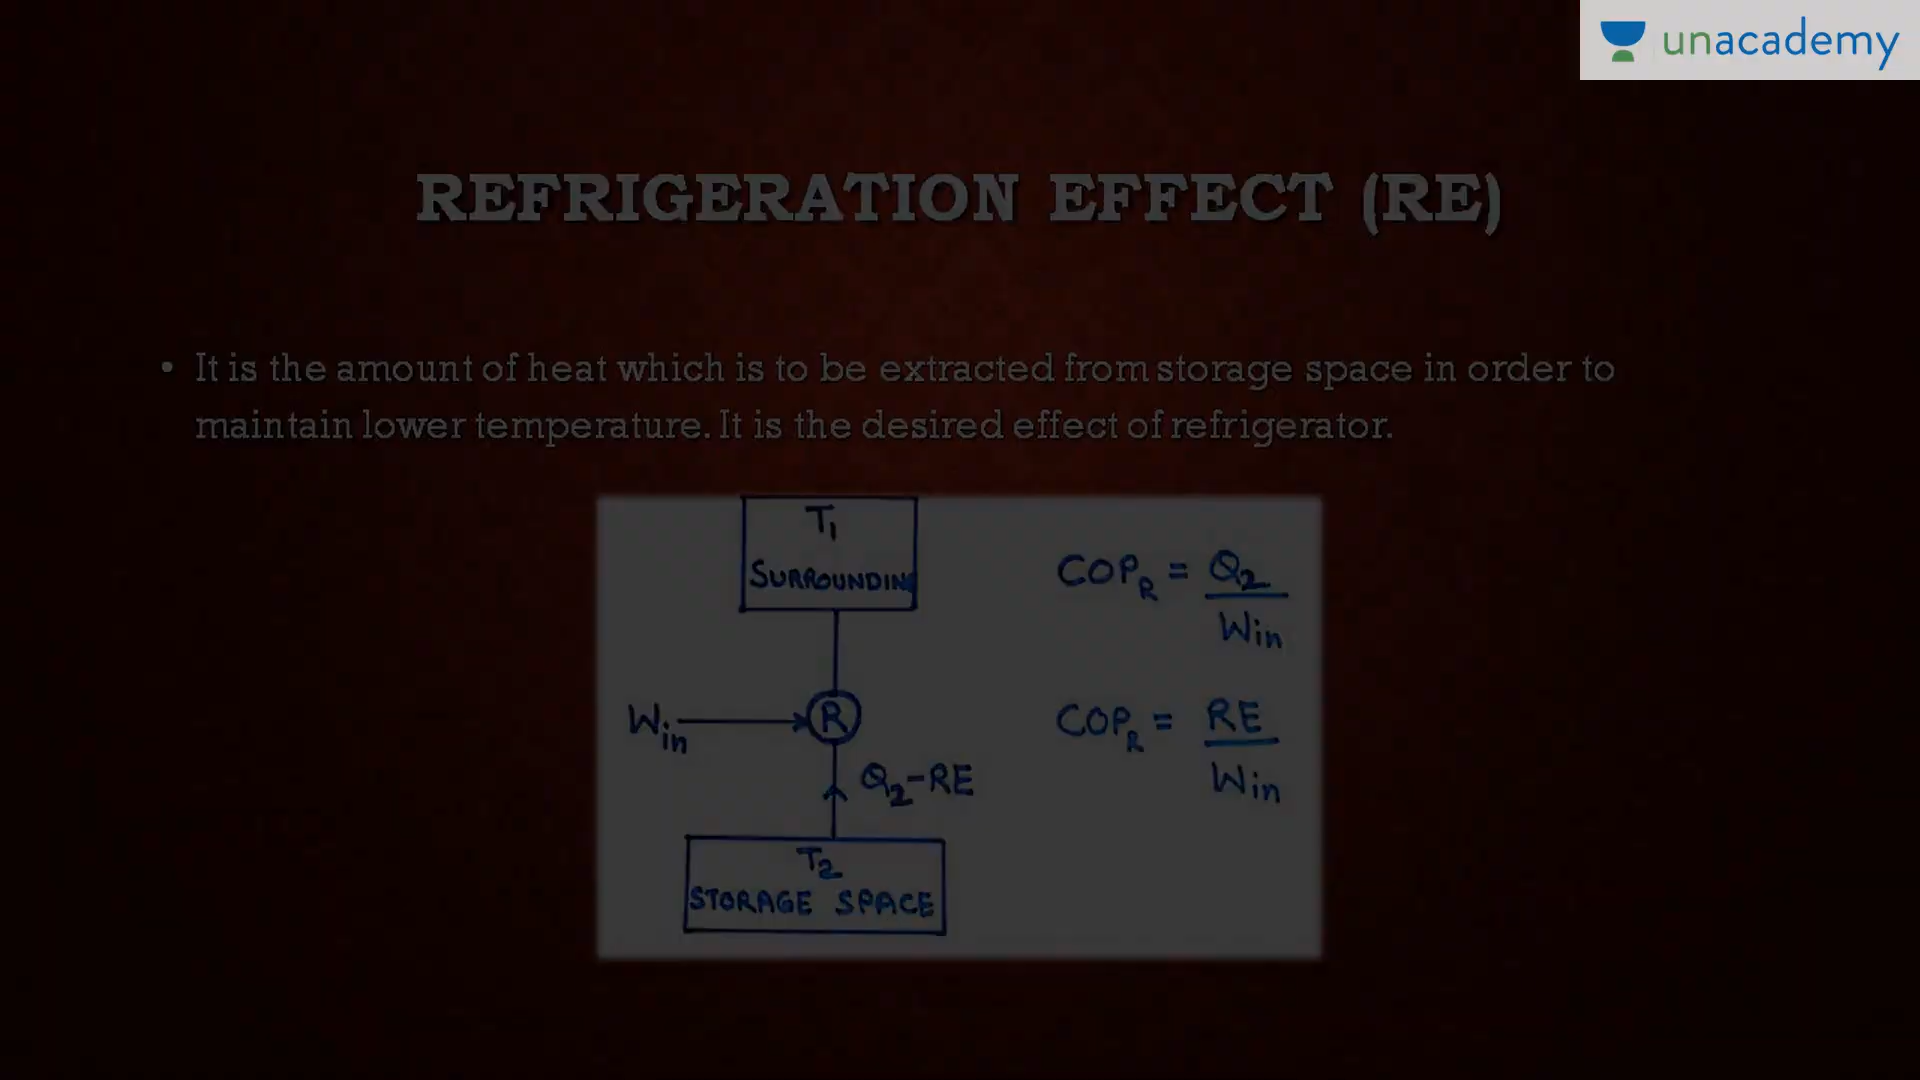 unacademy
REFRIGERATION EFFECT (RE)
• It is the amount of heat which is to be extracted from storage space in order to
maintain lower temperature. It is the desired effect of refrigerator.
T1
SURROUNDING
Win
R
Q2-RE
T2
STORAGE SPACE
COPR = Q2
Win
COPR = RE
Win